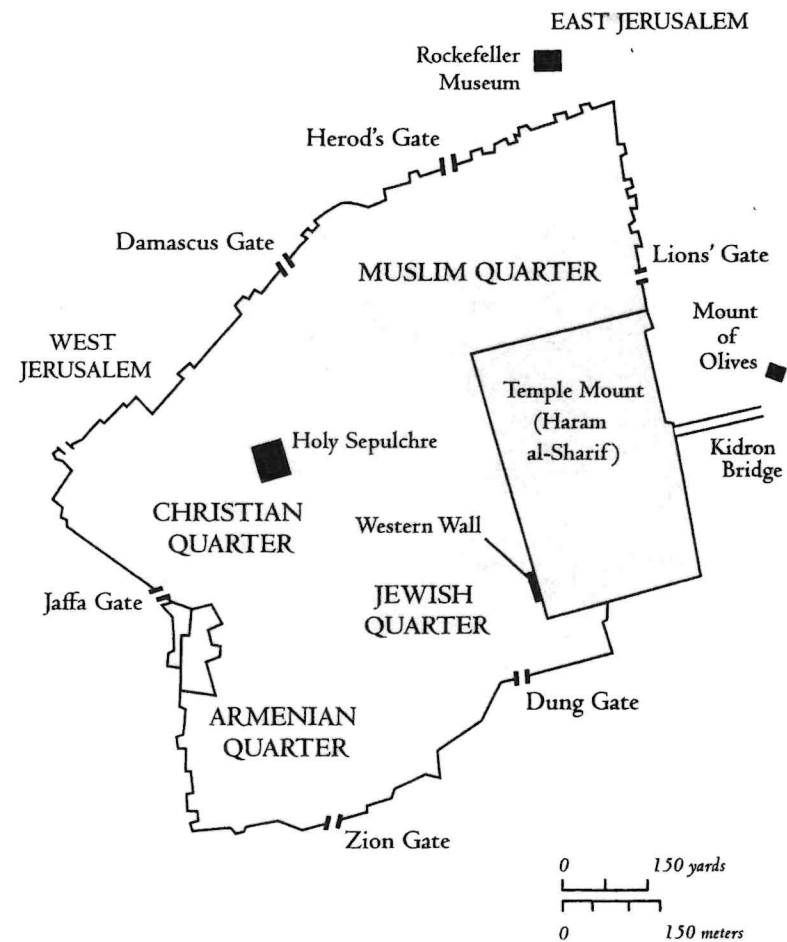 EAST JERUSALEM
Rockefeller
Museum
Herod's Gate
Damascus Gate
MUSLIM QUARTER
Lions' Gate
WEST
JERUSALEM
Mount
of
Olives
Temple Mount
(Haram
al-Sharif)
Holy Sepulchre
Kidron
Bridge
CHRISTIAN
QUARTER
Western Wall
Jaffa Gate
JEWISH
QUARTER
ARMENIAN
QUARTER
Dung Gate
Zion Gate
0 150 yards
0 150 meters